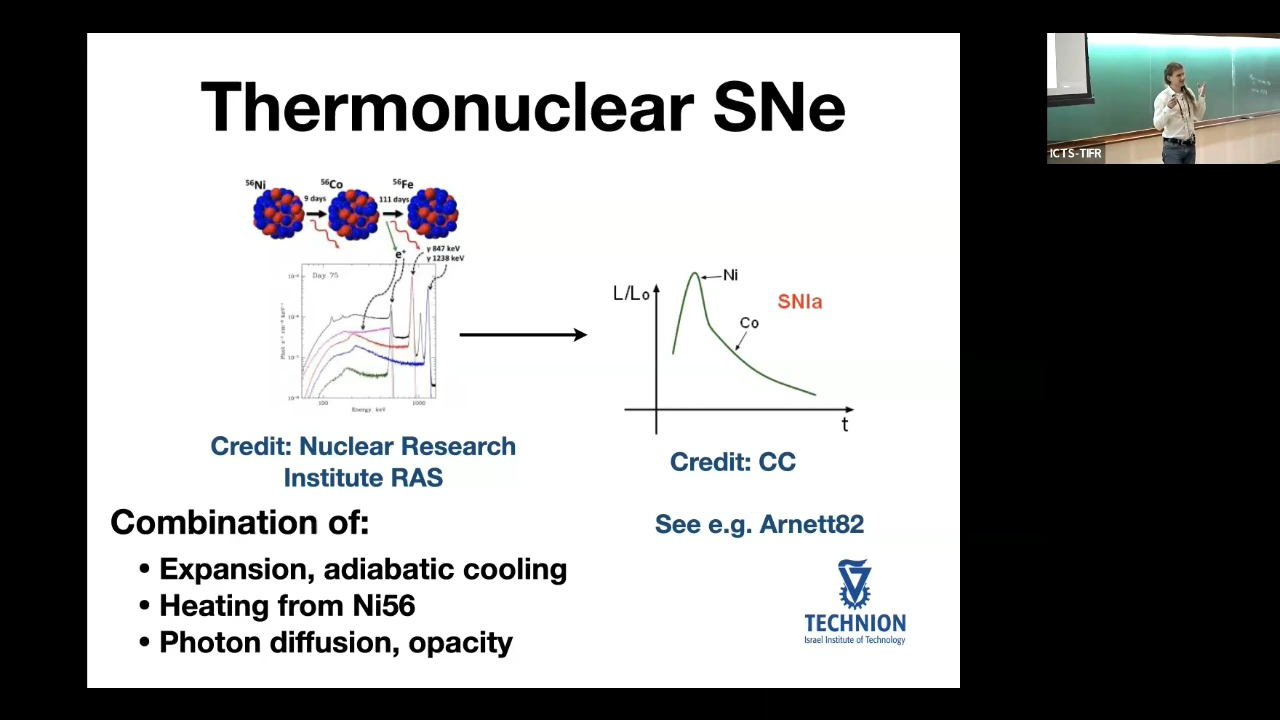 Thermonuclear SNe
56Ni 56Co 56Fe
9 days 111 days
e+
γ 847 keV
γ 1238 keV
Day 75
100 1000
Energy, keV
L/Lo
Ni
SNIa
Co
t
Credit: Nuclear Research
Institute RAS
Credit: CC
Combination of:
See e.g. Arnett82
• Expansion, adiabatic cooling
• Heating from Ni56
• Photon diffusion, opacity
TECHNION
Israel Institute of Technology
ICTS-TIFR